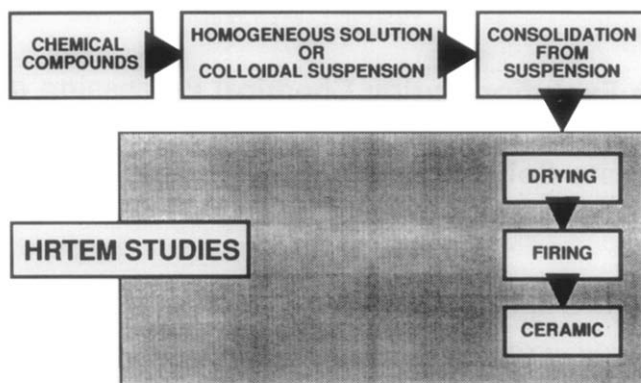 CHEMICAL
COMPOUNDS
HOMOGENEOUS SOLUTION
OR
COLLOIDAL SUSPENSION
CONSOLIDATION
FROM
SUSPENSION
DRYING
HRTEM STUDIES
FIRING
CERAMIC